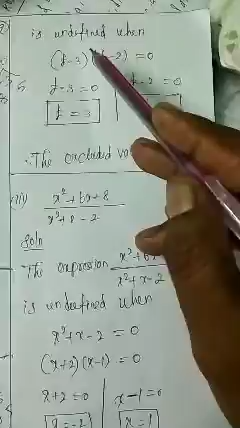 is undefined when
(t-3)(t-2) = 0
t-3=0 t-2=0
t = 3
∴ The excluded
x²+6x+8
x²+x-2
Soln
The expression x²+6x
x²+x-2
is undefined when
x²+x-2 = 0
(x+2)(x-1) = 0
x+2=0 x-1=0
x=-2 x=1